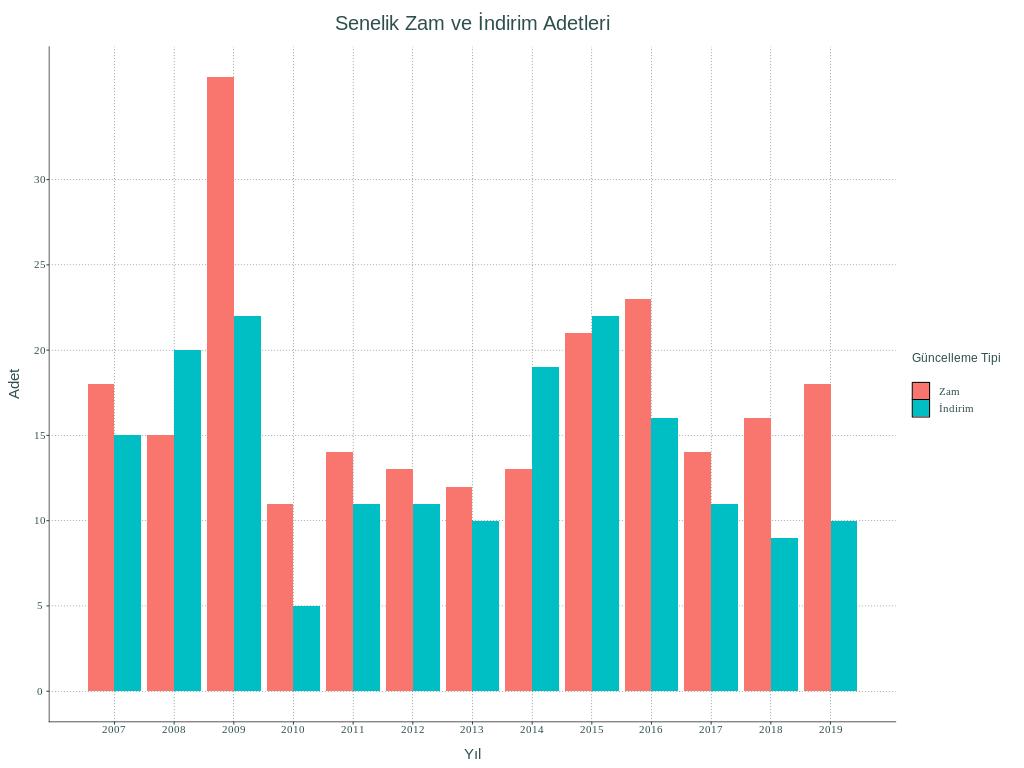 Senelik Zam ve İndirim Adetleri
Adet
30
25
20
15
10
5
0
2007 2008 2009 2010 2011 2012 2013 2014 2015 2016 2017 2018 2019
Yıl
Güncelleme Tipi
Zam
İndirim